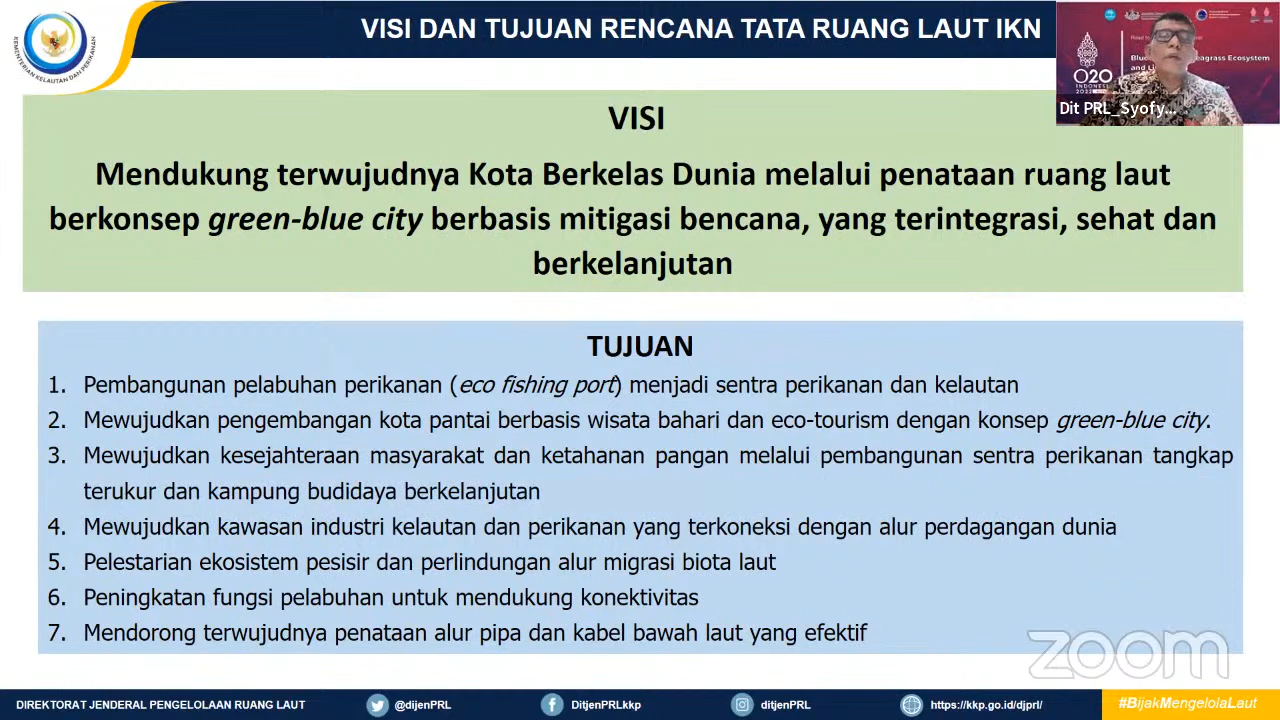 VISI DAN TUJUAN RENCANA TATA RUANG LAUT IKN
KEMENTERIAN KELAUTAN DAN PERIKANAN
O20
INDONESIA
2022
Dit PRL_Syofy...
VISI
Mendukung terwujudnya Kota Berkelas Dunia melalui penataan ruang laut
berkonsep green-blue city berbasis mitigasi bencana, yang terintegrasi, sehat dan
berkelanjutan
TUJUAN
1. Pembangunan pelabuhan perikanan (eco fishing port) menjadi sentra perikanan dan kelautan
2. Mewujudkan pengembangan kota pantai berbasis wisata bahari dan eco-tourism dengan konsep green-blue city.
3. Mewujudkan kesejahteraan masyarakat dan ketahanan pangan melalui pembangunan sentra perikanan tangkap
terukur dan kampung budidaya berkelanjutan
4. Mewujudkan kawasan industri kelautan dan perikanan yang terkoneksi dengan alur perdagangan dunia
5. Pelestarian ekosistem pesisir dan perlindungan alur migrasi biota laut
6. Peningkatan fungsi pelabuhan untuk mendukung konektivitas
7. Mendorong terwujudnya penataan alur pipa dan kabel bawah laut yang efektif
zoom
DIREKTORAT JENDERAL PENGELOLAAN RUANG LAUT
@dijenPRL
DitjenPRLkkp
ditjenPRL
https://kkp.go.id/djprl/
#BijakMengelolaLaut